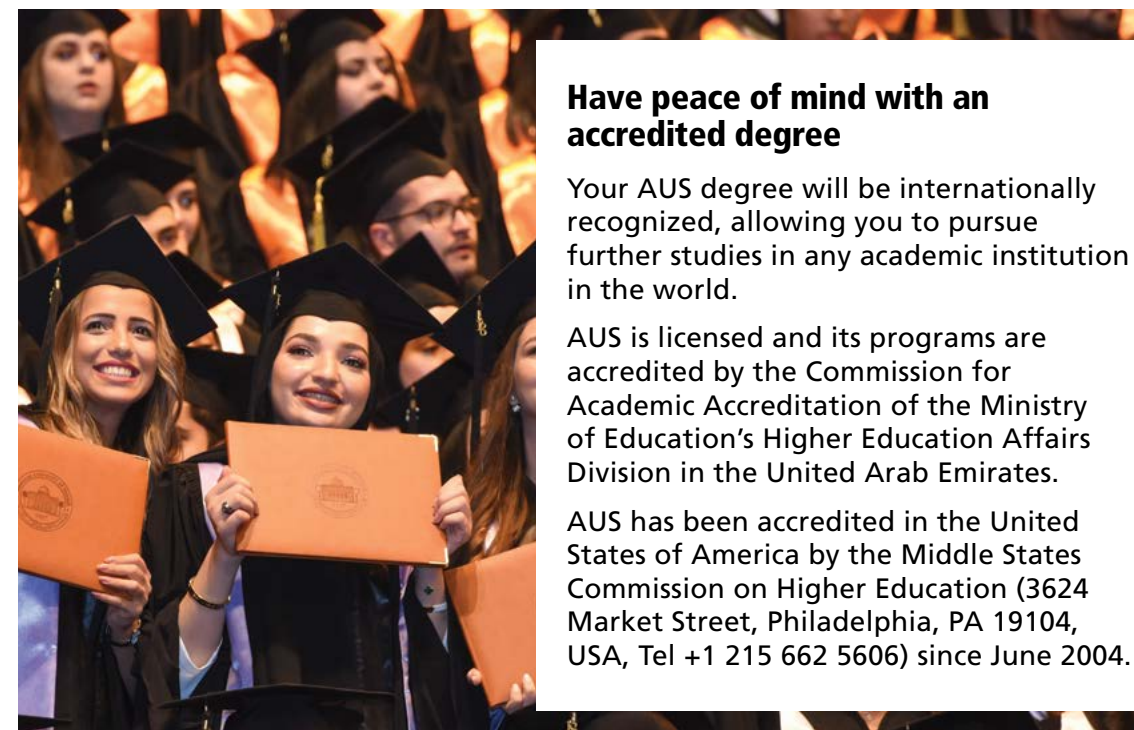 Have peace of mind with an
accredited degree
Your AUS degree will be internationally
recognized, allowing you to pursue
further studies in any academic institution
in the world.
AUS is licensed and its programs are
accredited by the Commission for
Academic Accreditation of the Ministry
of Education’s Higher Education Affairs
Division in the United Arab Emirates.
AUS has been accredited in the United
States of America by the Middle States
Commission on Higher Education (3624
Market Street, Philadelphia, PA 19104,
USA, Tel +1 215 662 5606) since June 2004.